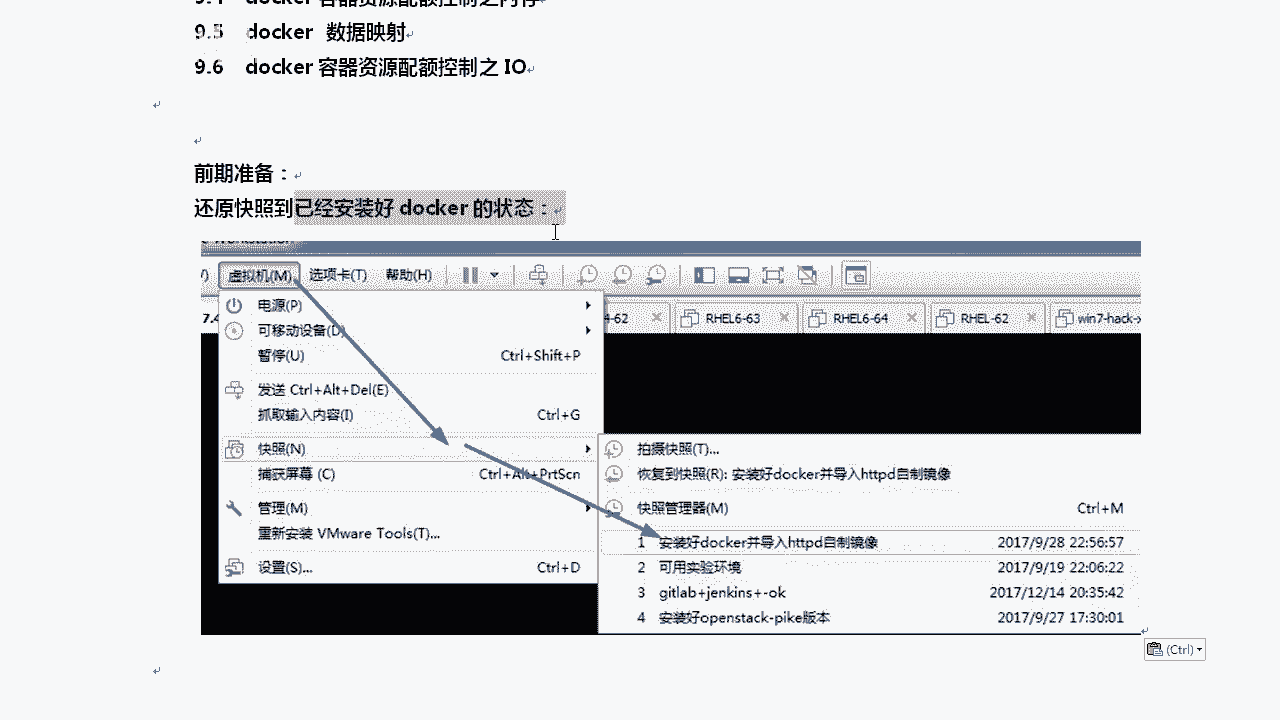 9.4 docker 容器资源配额控制之内存
9.5 docker 数据映射
9.6 docker 容器资源配额控制之 IO
前期准备：
还原快照到已经安装好 docker 的状态：
虚拟机(M) 选项卡(T) 帮助(H)
7.4 4-62 RHEL6-63 RHEL6-64 RHEL-62 win7-hack-x
电源(P)
可移动设备(D)
暂停(U) Ctrl+Shift+P
发送 Ctrl+Alt+Del(E)
抓取输入内容(I) Ctrl+G
快照(N)
捕获屏幕 (C) Ctrl+Alt+PrtScn
管理(M)
重新安装 VMware Tools(T)...
设置(S)... Ctrl+D
拍摄快照(T)...
恢复到快照(R): 安装好docker并导入httpd自制镜像
快照管理器(M) Ctrl+M
1 安装好docker并导入httpd自制镜像 2017/9/28 22:56:57
2 可用实验环境 2017/9/19 22:06:22
3 gitlab+jenkins+-ok 2017/12/14 20:35:42
4 安装好openstack-pike版本 2017/9/27 17:30:01
(Ctrl)